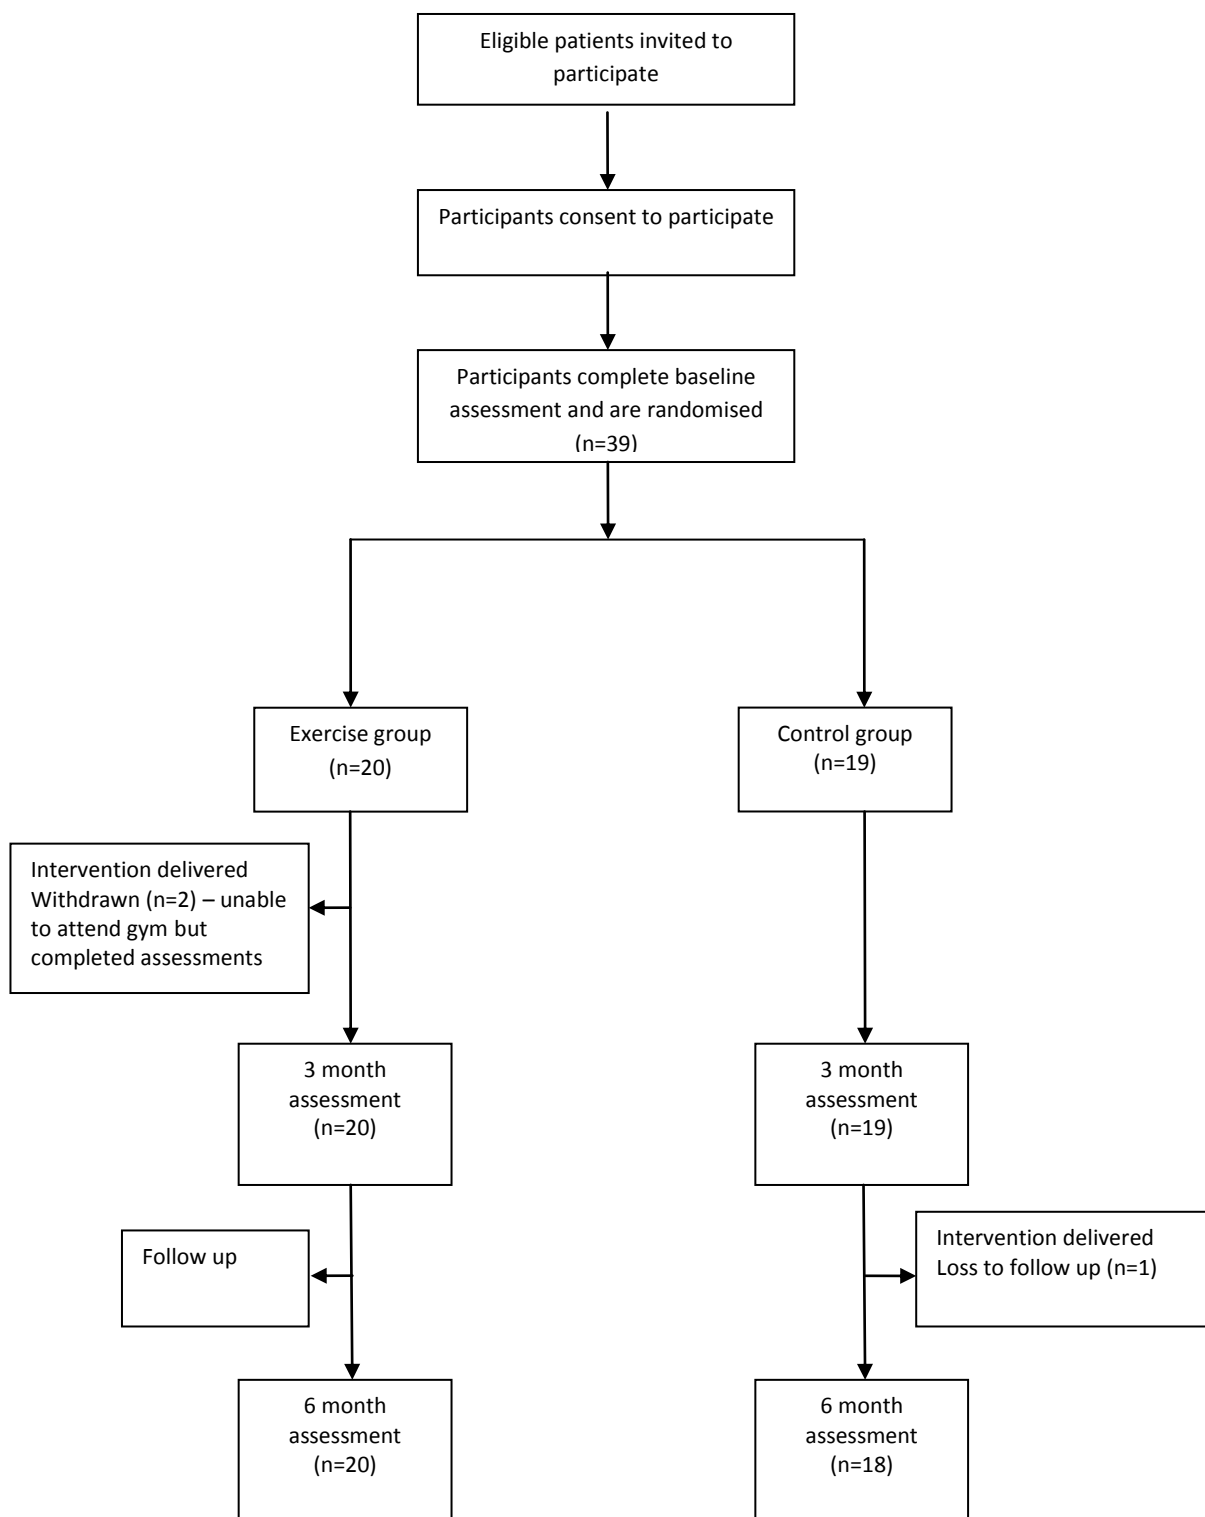 Eligible patients invited to
participate
Participants consent to participate
Participants complete baseline
assessment and are randomised
(n=39)
Exercise group
(n=20)
Control group
(n=19)
Intervention delivered
Withdrawn (n=2) – unable
to attend gym but
completed assessments
3 month
assessment
(n=20)
3 month
assessment
(n=19)
Follow up
Intervention delivered
Loss to follow up (n=1)
6 month
assessment
(n=20)
6 month
assessment
(n=18)